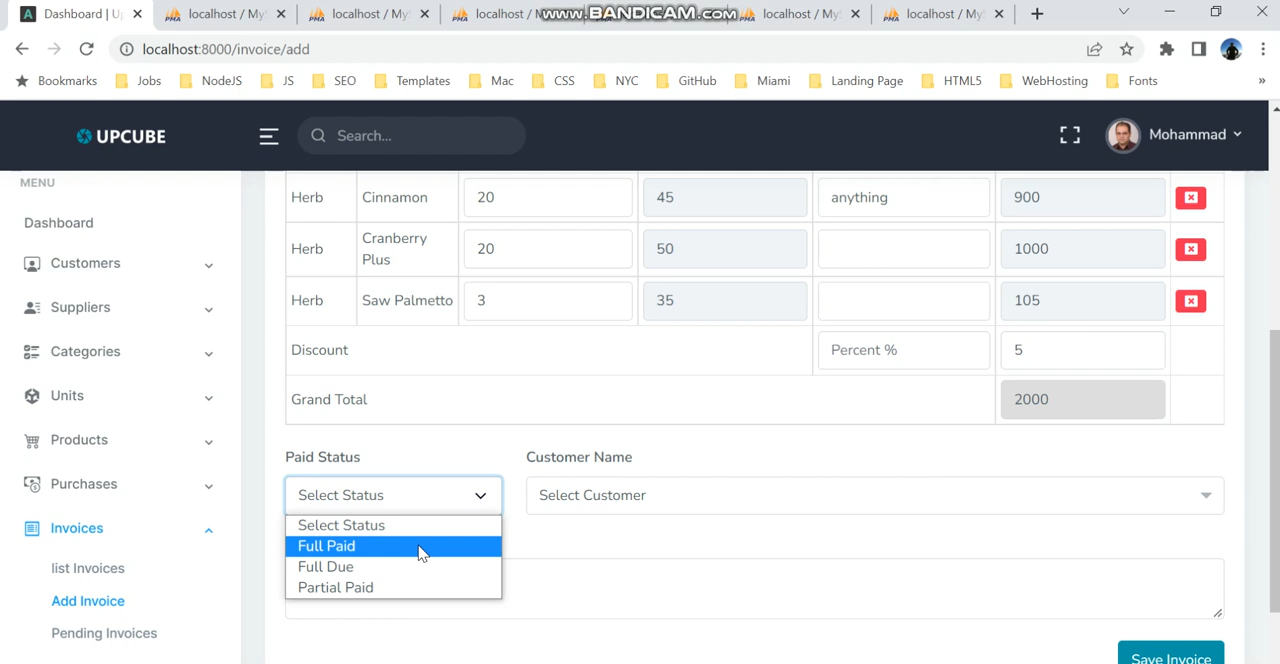 Dashboard | U
localhost / My
localhost / My
localhost / M
www.BANDICAM.com
localhost / My
localhost / My
localhost:8000/invoice/add
Bookmarks
Jobs
NodeJS
JS
SEO
Templates
Mac
CSS
NYC
GitHub
Miami
Landing Page
HTML5
WebHosting
Fonts
»
UPCUBE
Search...
Mohammad
MENU
Dashboard
Customers
Suppliers
Categories
Units
Products
Purchases
Invoices
list Invoices
Add Invoice
Pending Invoices
Herb Cinnamon 20 45 anything 900
Herb Cranberry Plus 20 50 1000
Herb Saw Palmetto 3 35 105
Discount Percent % 5
Grand Total 2000
Paid Status
Customer Name
Select Status
Select Customer
Select Status
Full Paid
Full Due
Partial Paid
Save Invoice